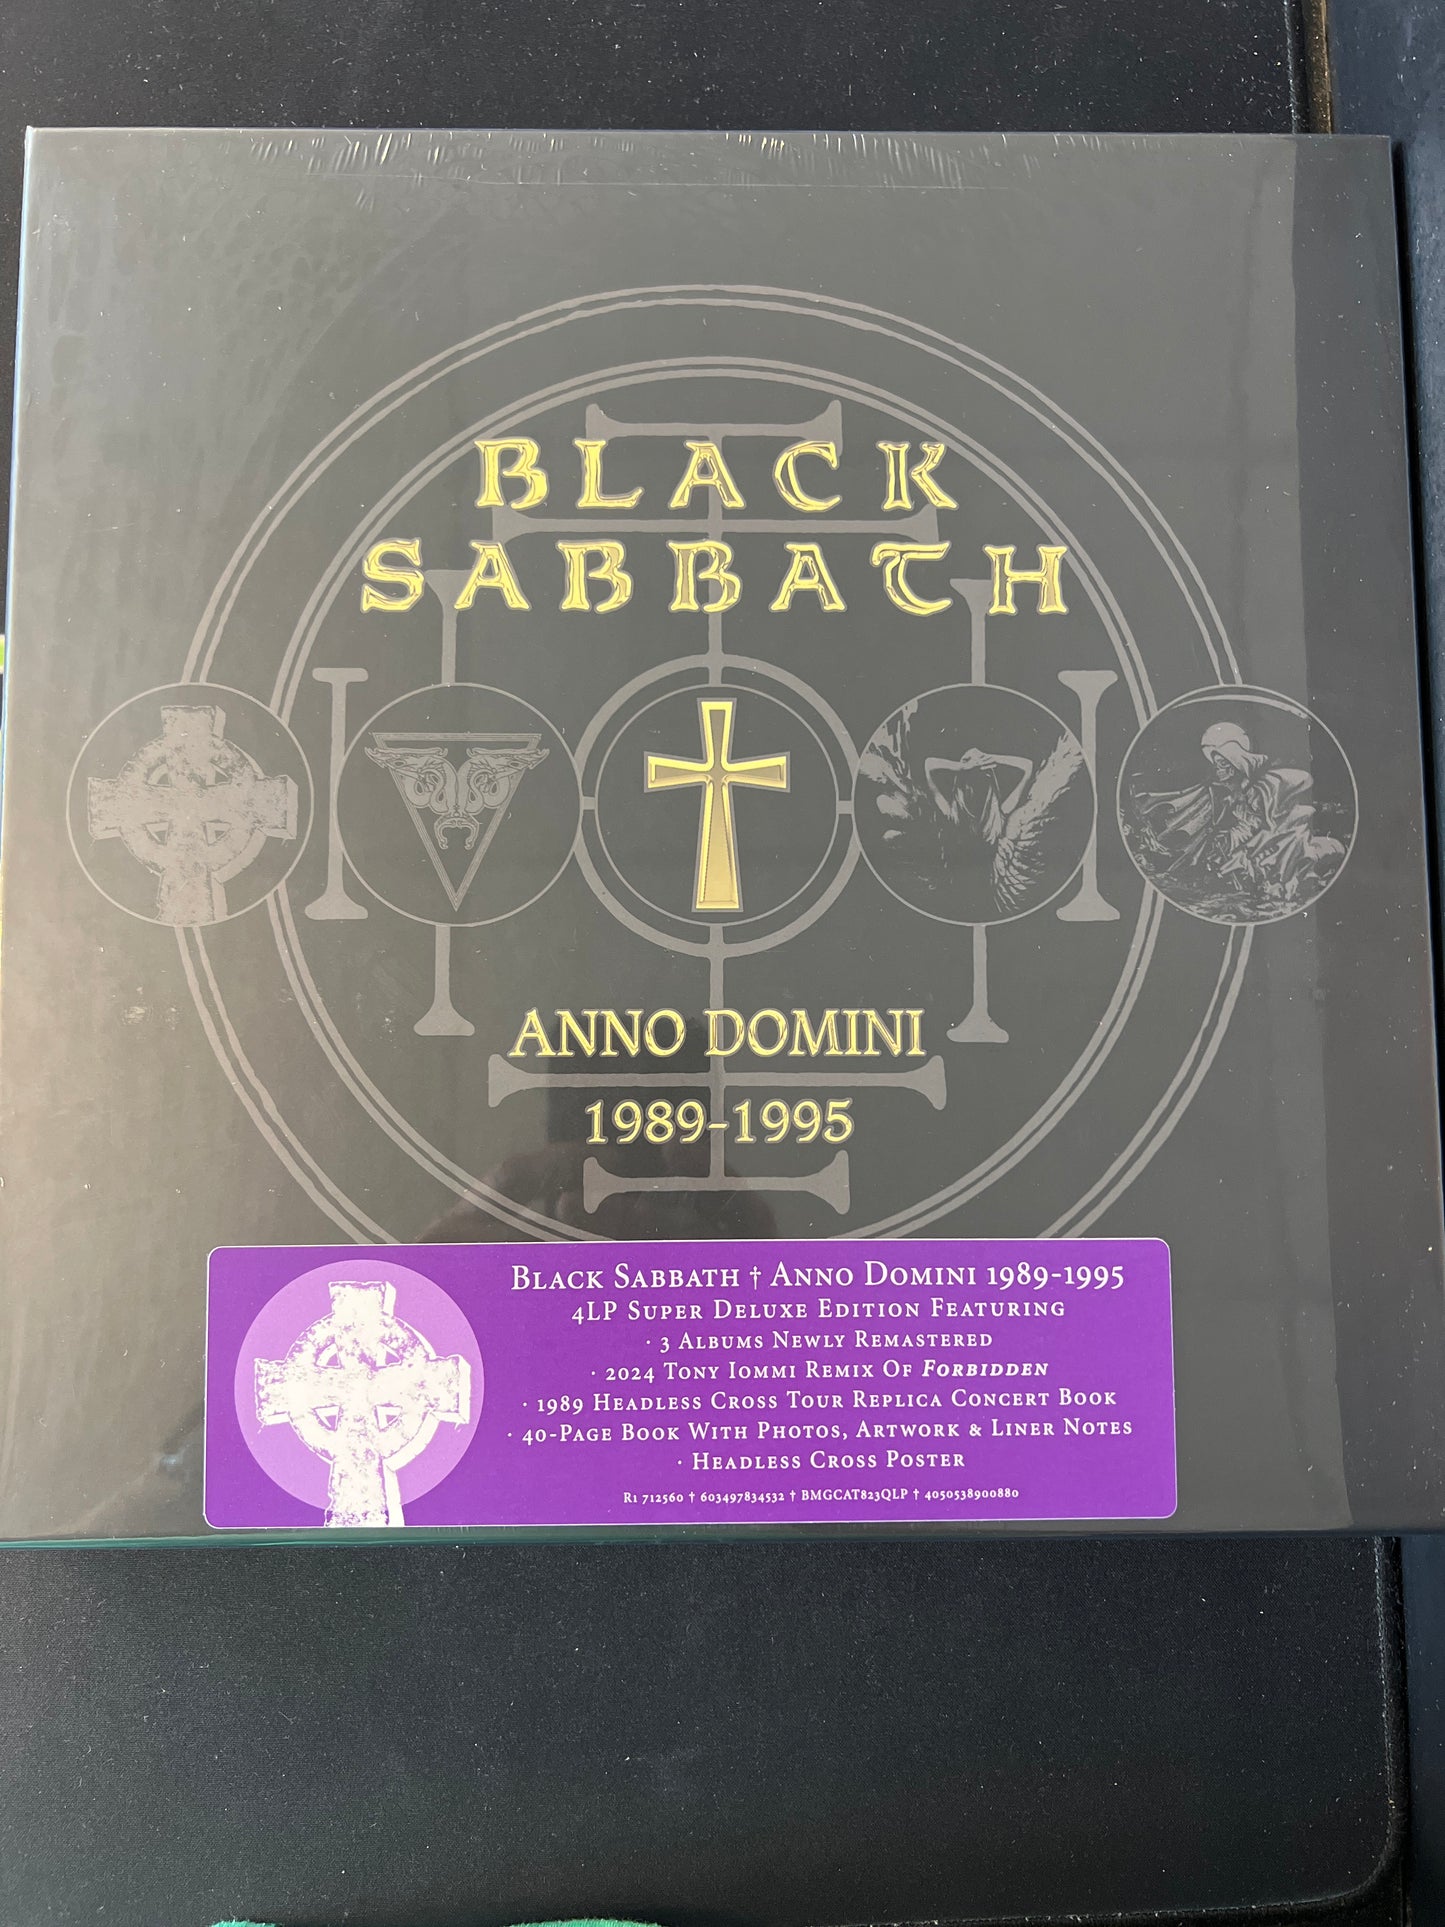 BLACK
SABBATH
ANNO DOMINI
1989-1995
Black Sabbath † Anno Domini 1989-1995
4LP Super Deluxe Edition Featuring
· 3 Albums Newly Remastered
· 2024 Tony Iommi Remix Of Forbidden
· 1989 Headless Cross Tour Replica Concert Book
· 40-Page Book With Photos, Artwork & Liner Notes
· Headless Cross Poster
R1 712560 † 603497834532 † BMGCAT823QLP † 4050538900880